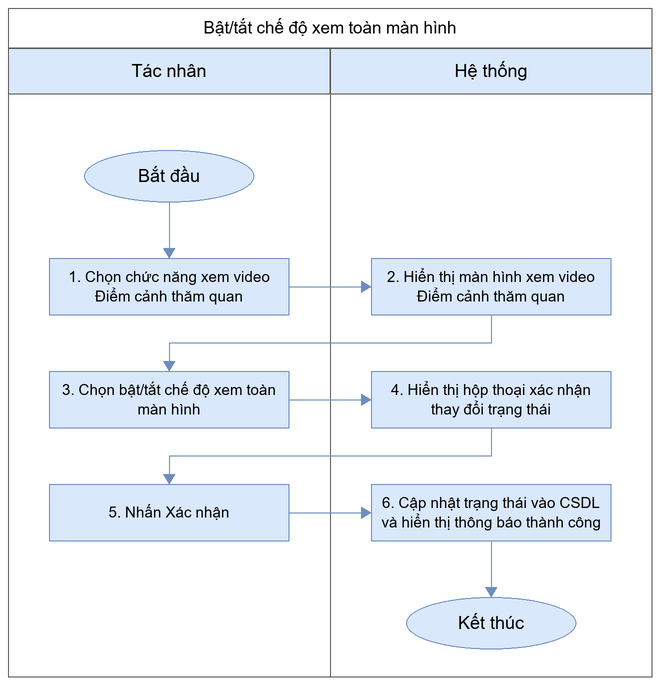 Bật/tắt chế độ xem toàn màn hình
Tác nhân
Hệ thống
Bắt đầu
1. Chọn chức năng xem video
Điểm cảnh thăm quan
2. Hiển thị màn hình xem video
Điểm cảnh thăm quan
3. Chọn bật/tắt chế độ xem toàn
màn hình
4. Hiển thị hộp thoại xác nhận
thay đổi trạng thái
5. Nhấn Xác nhận
6. Cập nhật trạng thái vào CSDL
và hiển thị thông báo thành công
Kết thúc